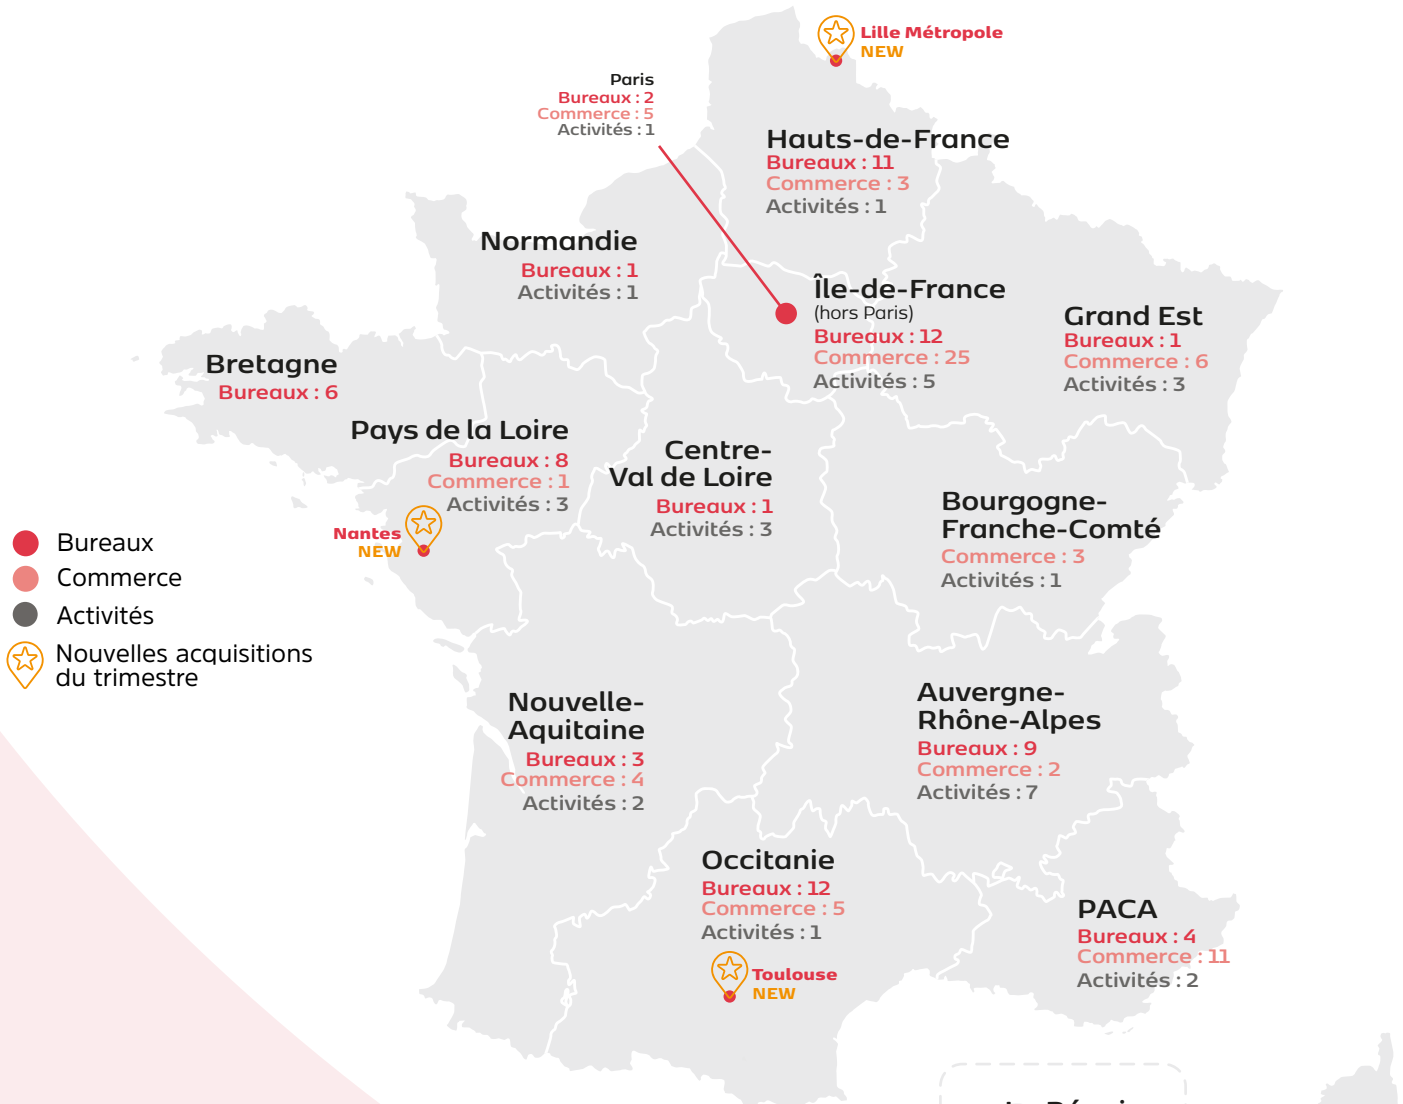 Lille Métropole
NEW
Paris
Bureaux : 2
Commerce : 5
Activités : 1
Hauts-de-France
Bureaux : 11
Commerce : 3
Activités : 1
Normandie
Bureaux : 1
Activités : 1
Île-de-France
(hors Paris)
Bureaux : 12
Commerce : 25
Activités : 5
Grand Est
Bureaux : 1
Commerce : 6
Activités : 3
Bretagne
Bureaux : 6
Pays de la Loire
Bureaux : 8
Commerce : 1
Activités : 3
Nantes
NEW
Centre-
Val de Loire
Bureaux : 1
Activités : 3
Bourgogne-
Franche-Comté
Commerce : 3
Activités : 1
Bureaux
Commerce
Activités
Nouvelles acquisitions
du trimestre
Nouvelle-
Aquitaine
Bureaux : 3
Commerce : 4
Activités : 2
Auvergne-
Rhône-Alpes
Bureaux : 9
Commerce : 2
Activités : 7
Occitanie
Bureaux : 12
Commerce : 5
Activités : 1
Toulouse
NEW
PACA
Bureaux : 4
Commerce : 11
Activités : 2